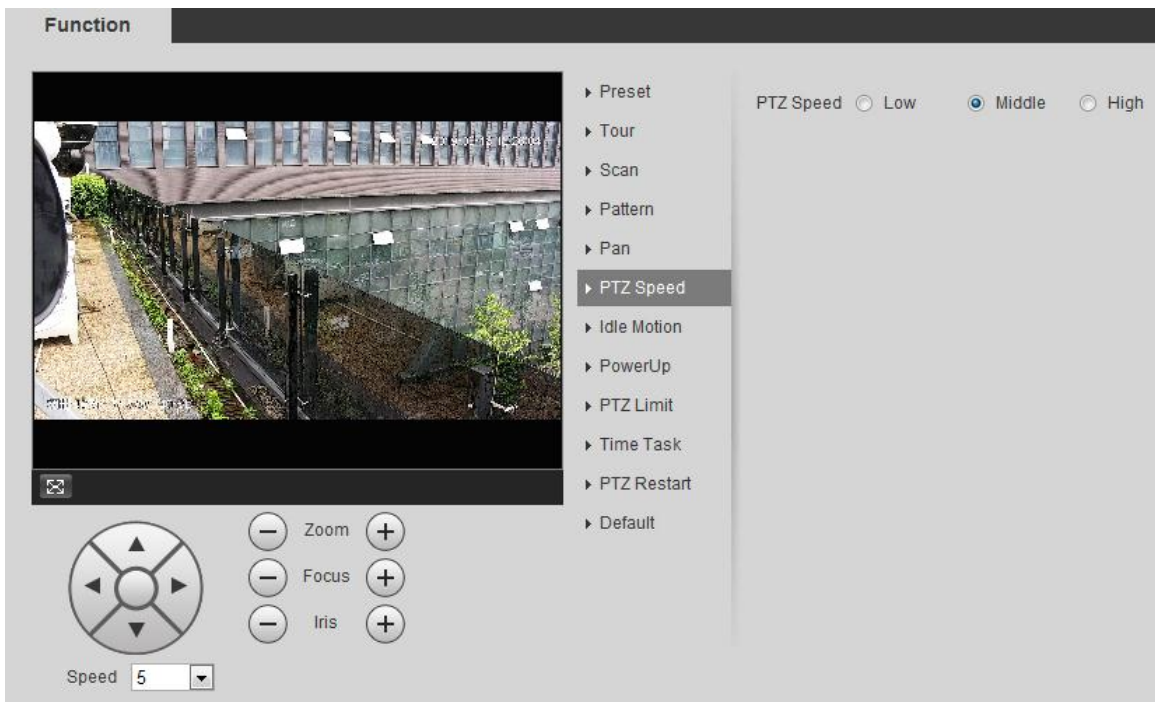 Function
Preset
Tour
Scan
Pattern
Pan
PTZ Speed
Idle Motion
PowerUp
PTZ Limit
Time Task
PTZ Restart
Default
PTZ Speed Low Middle High
Zoom
Focus
Iris
Speed 5